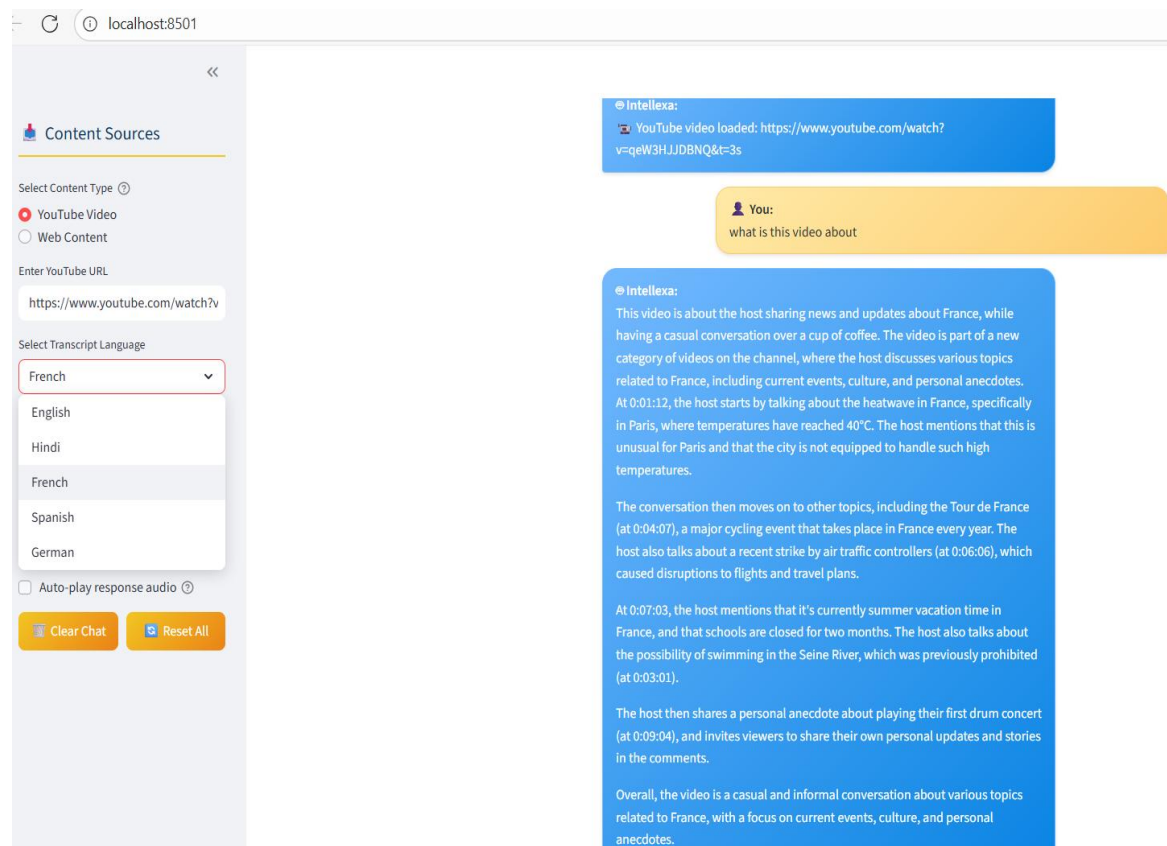 localhost:8501
Content Sources
Select Content Type
YouTube Video
Web Content
Enter YouTube URL
https://www.youtube.com/watch?v
Select Transcript Language
French
English
Hindi
French
Spanish
German
Auto-play response audio
Clear Chat
Reset All
Intellexa:
YouTube video loaded: https://www.youtube.com/watch?
v=qeW3HJJDBNQ&t=3s
You:
what is this video about
Intellexa:
This video is about the host sharing news and updates about France, while
having a casual conversation over a cup of coffee. The video is part of a new
category of videos on the channel, where the host discusses various topics
related to France, including current events, culture, and personal anecdotes.
At 0:01:12, the host starts by talking about the heatwave in France, specifically
in Paris, where temperatures have reached 40°C. The host mentions that this is
unusual for Paris and that the city is not equipped to handle such high
temperatures.
The conversation then moves on to other topics, including the Tour de France
(at 0:04:07), a major cycling event that takes place in France every year. The
host also talks about a recent strike by air traffic controllers (at 0:06:06), which
caused disruptions to flights and travel plans.
At 0:07:03, the host mentions that it's currently summer vacation time in
France, and that schools are closed for two months. The host also talks about
the possibility of swimming in the Seine River, which was previously prohibited
(at 0:03:01).
The host then shares a personal anecdote about playing their first drum concert
(at 0:09:04), and invites viewers to share their own personal updates and stories
in the comments.
Overall, the video is a casual and informal conversation about various topics
related to France, with a focus on current events, culture, and personal
anecdotes.